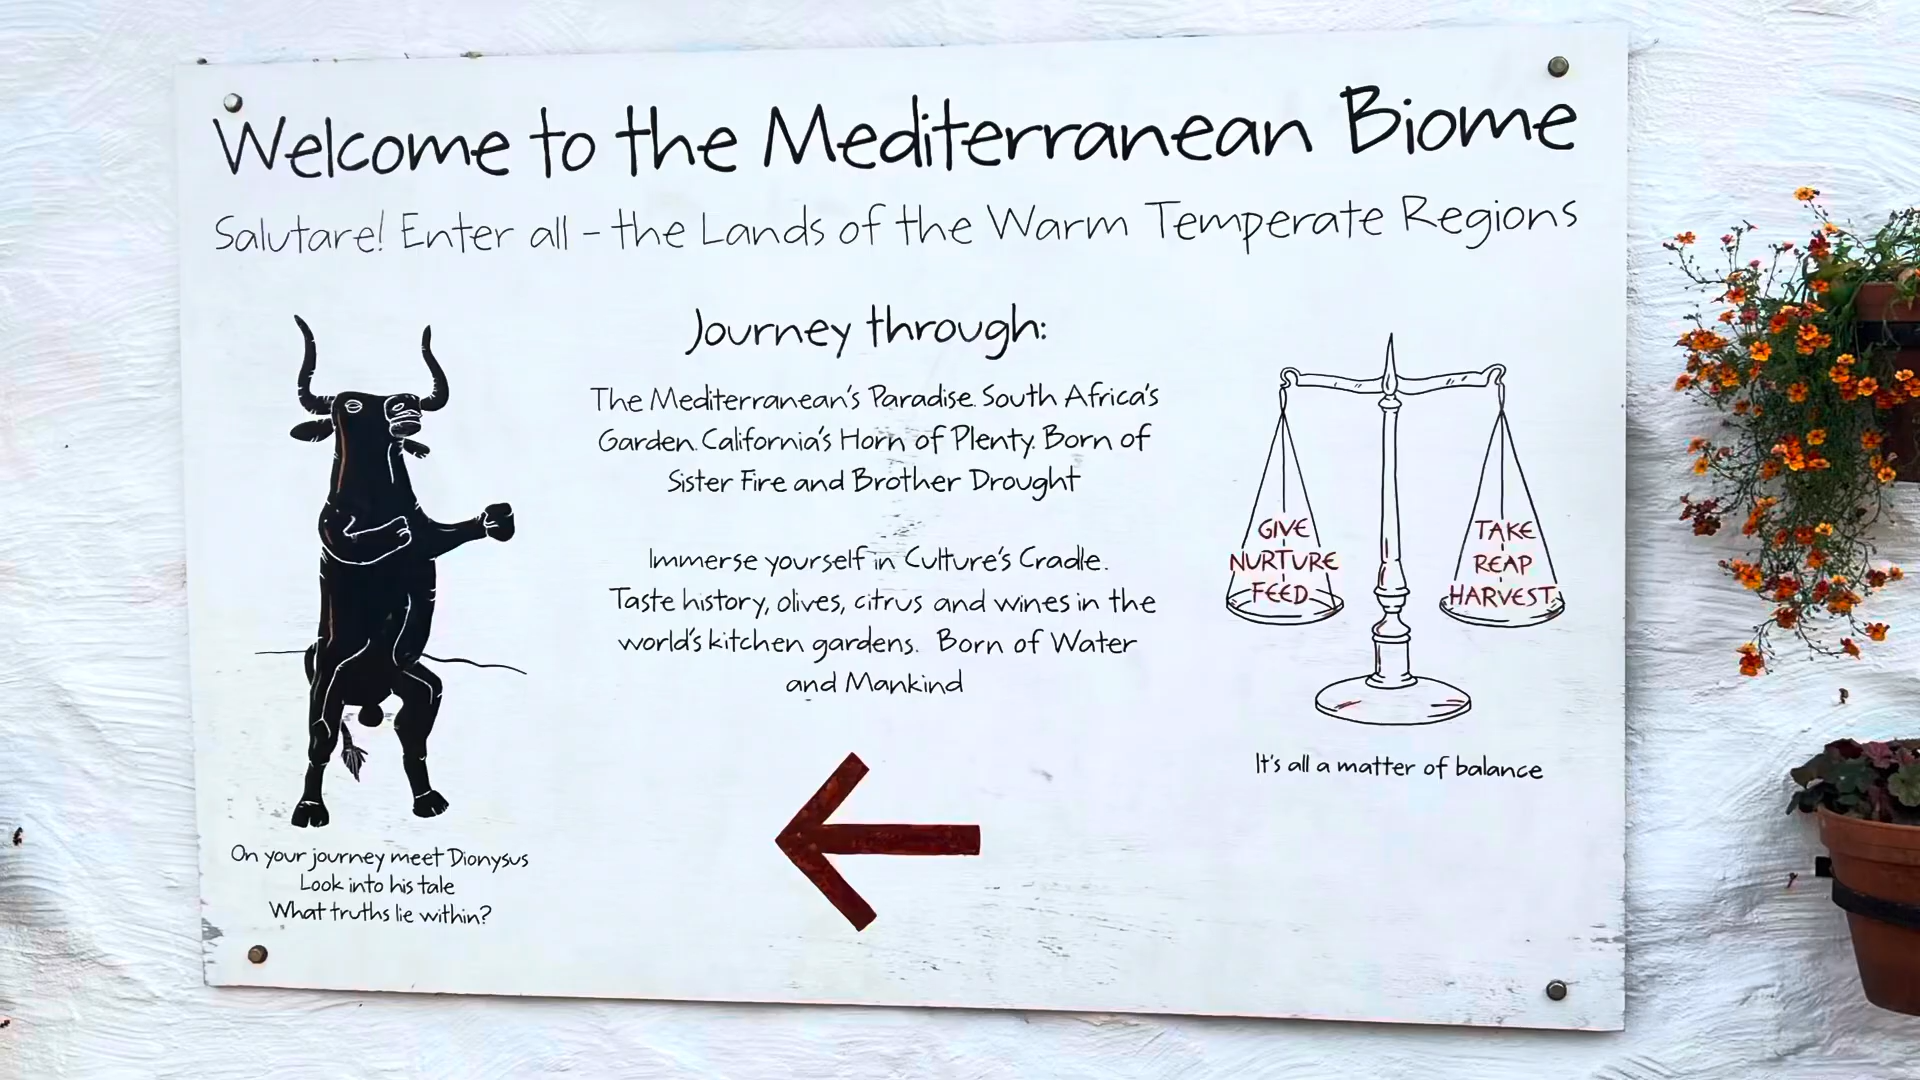 Welcome to the Mediterranean Biome
Salutare! Enter all - the Lands of the Warm Temperate Regions
Journey through:
The Mediterranean's Paradise. South Africa's
Garden. California's Horn of Plenty. Born of
Sister Fire and Brother Drought
Immerse yourself in Culture's Cradle.
Taste history, olives, citrus and wines in the
world's kitchen gardens. Born of Water
and Mankind
GIVE
NURTURE
FEED
TAKE
REAP
HARVEST
It's all a matter of balance
On your journey meet Dionysus
Look into his tale
What truths lie within?